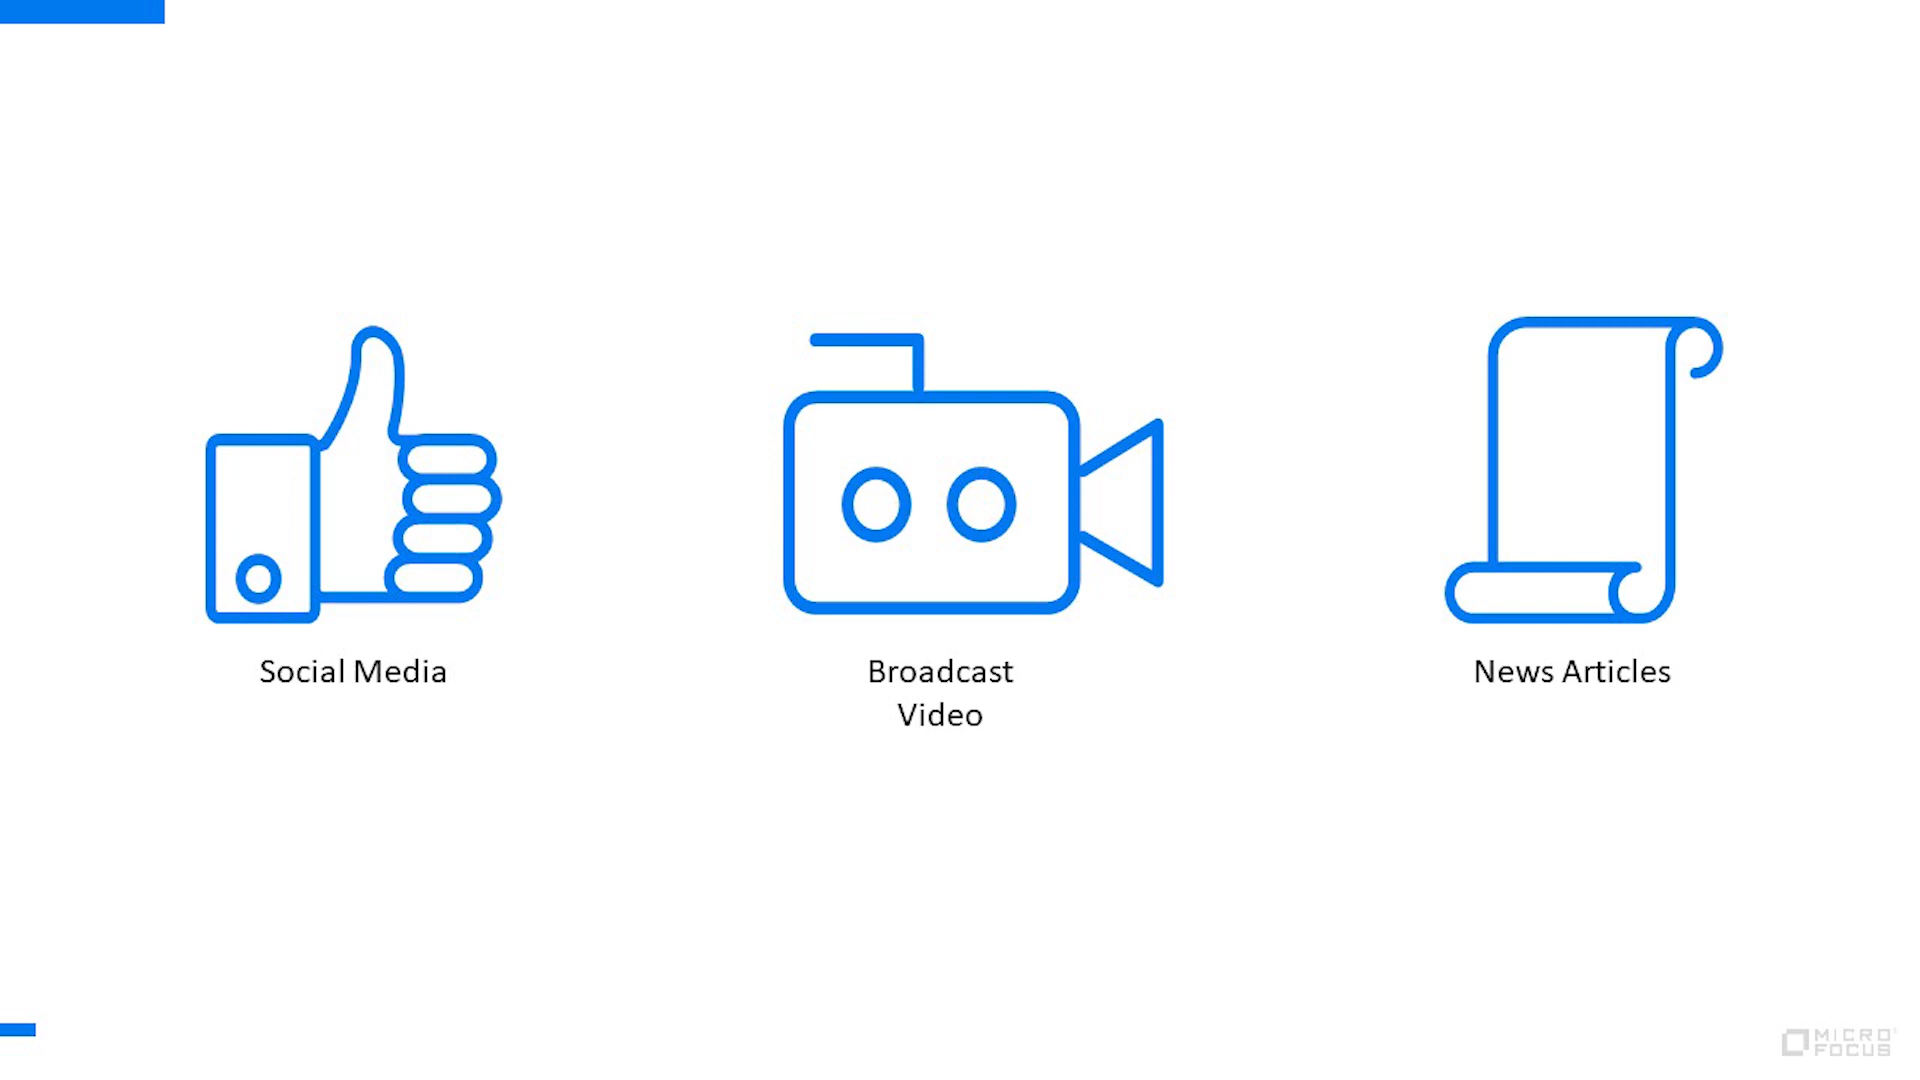 Social Media
Broadcast
Video
News Articles
MICRO
FOCUS